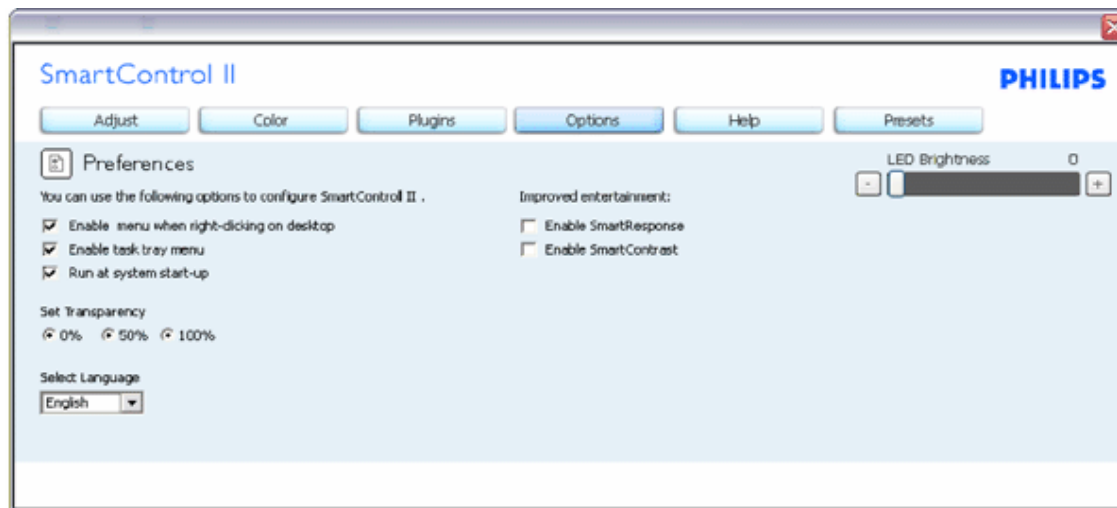 SmartControl II
PHILIPS
Adjust
Color
Plugins
Options
Help
Presets
Preferences
LED Brightness 0
- +
You can use the following options to configure SmartControl II .
Improved entertainment:
Enable menu when right-clicking on desktop
Enable SmartResponse
Enable task tray menu
Enable SmartContrast
Run at system start-up
Set Transparency
0% 50% 100%
Select Language
English